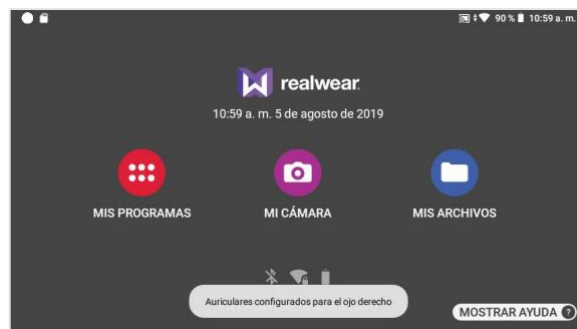 90 % 10:59 a. m.
realwear
10:59 a. m. 5 de agosto de 2019
MIS PROGRAMAS MI CÁMARA MIS ARCHIVOS
Auriculares configurados para el ojo derecho
MOSTRAR AYUDA ?